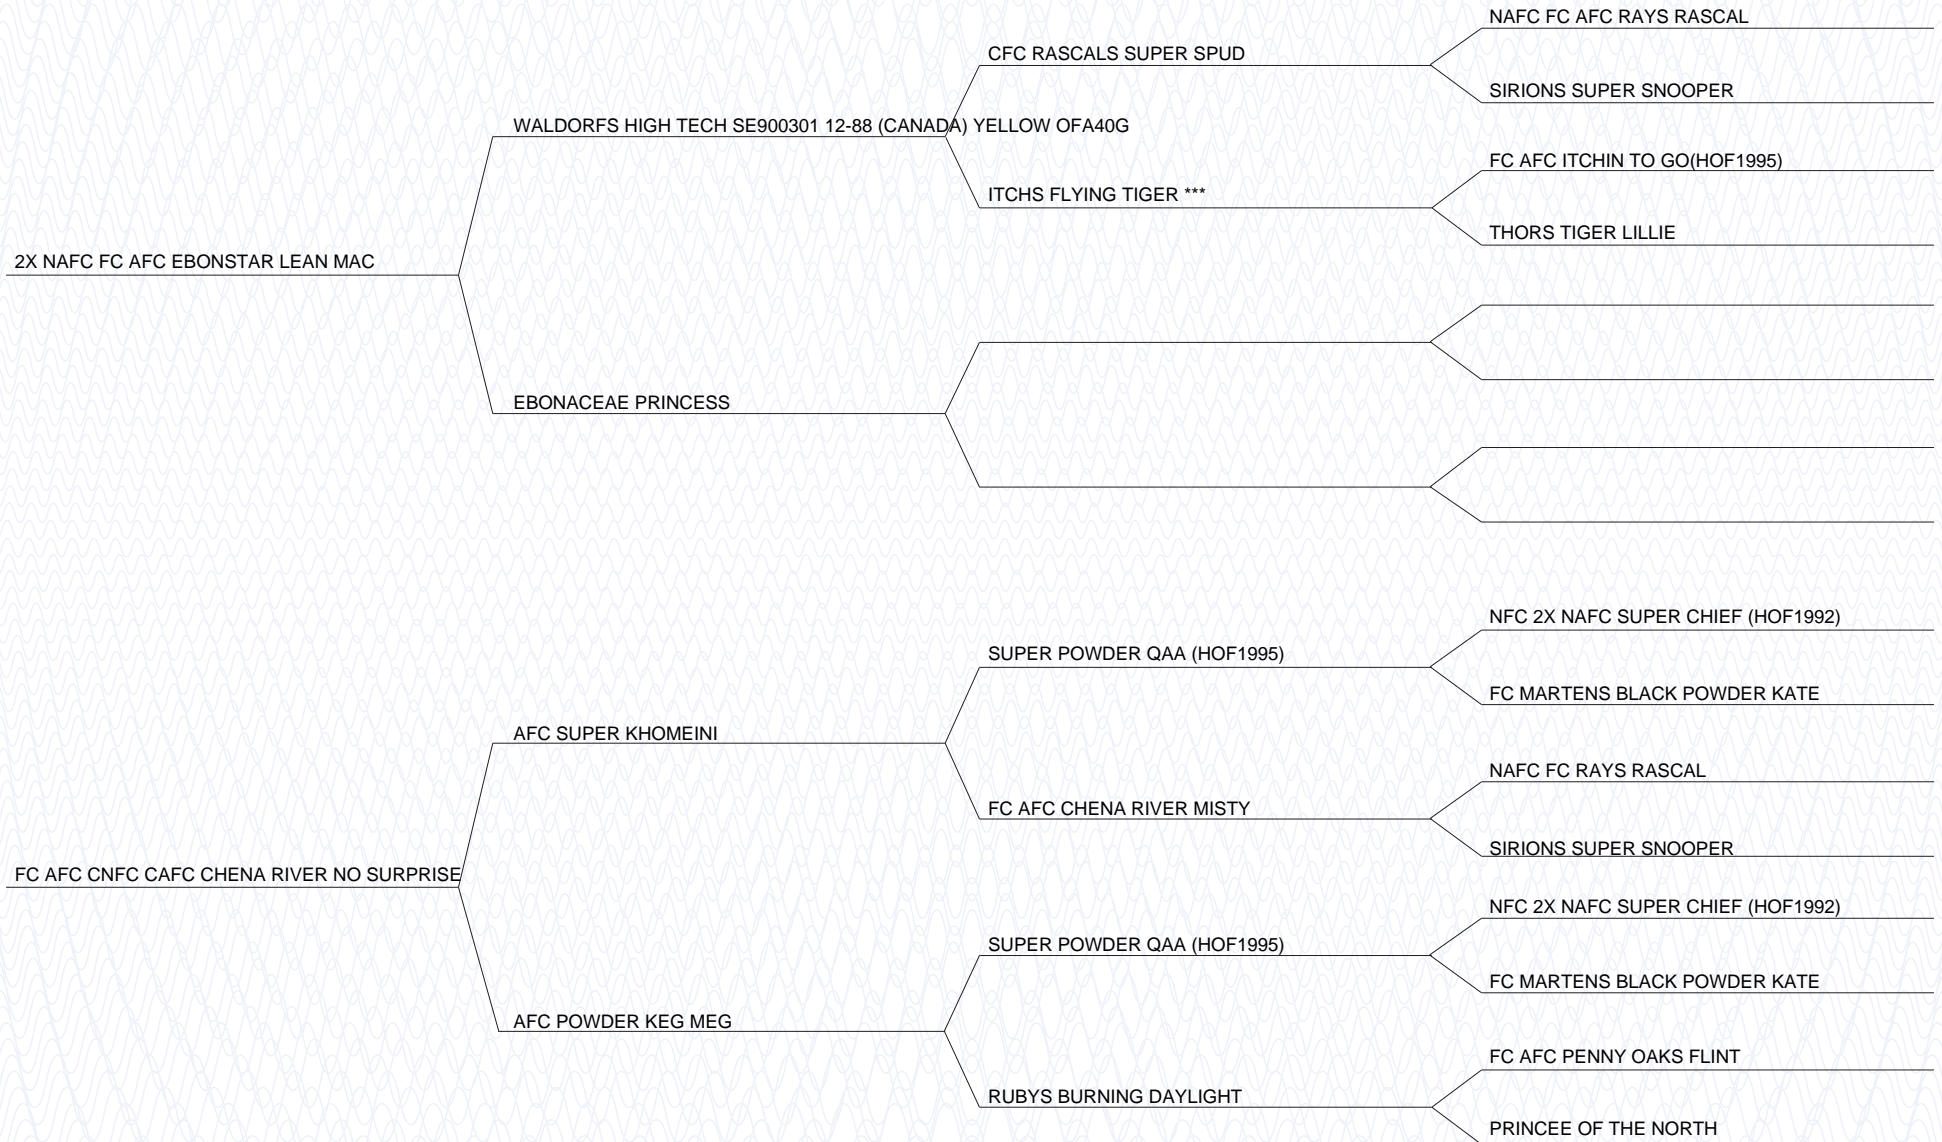 NAFC FC AFC RAYS RASCAL
CFC RASCALS SUPER SPUD
SIRIONS SUPER SNOOPER
WALDORFS HIGH TECH SE900301 12-88 (CANADA) YELLOW OFA40G
FC AFC ITCHIN TO GO(HOF1995)
ITCHS FLYING TIGER ***
THORS TIGER LILLIE
2X NAFC FC AFC EBONSTAR LEAN MAC
EBONACEAE PRINCESS
NFC 2X NAFC SUPER CHIEF (HOF1992)
SUPER POWDER QAA (HOF1995)
FC MARTENS BLACK POWDER KATE
AFC SUPER KHOMEINI
NAFC FC RAYS RASCAL
FC AFC CHENA RIVER MISTY
SIRIONS SUPER SNOOPER
FC AFC CNFC CAFC CHENA RIVER NO SURPRISE
NFC 2X NAFC SUPER CHIEF (HOF1992)
SUPER POWDER QAA (HOF1995)
FC MARTENS BLACK POWDER KATE
AFC POWDER KEG MEG
FC AFC PENNY OAKS FLINT
RUBYS BURNING DAYLIGHT
PRINCEE OF THE NORTH